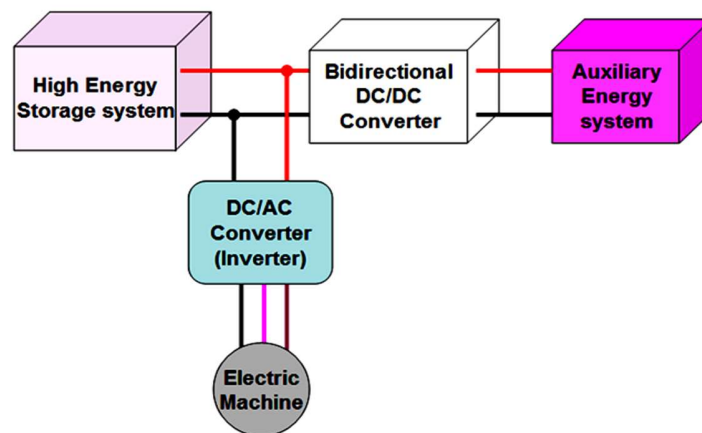 High Energy
Storage system
Bidirectional
DC/DC
Converter
Auxiliary
Energy
system
DC/AC
Converter
(Inverter)
Electric
Machine